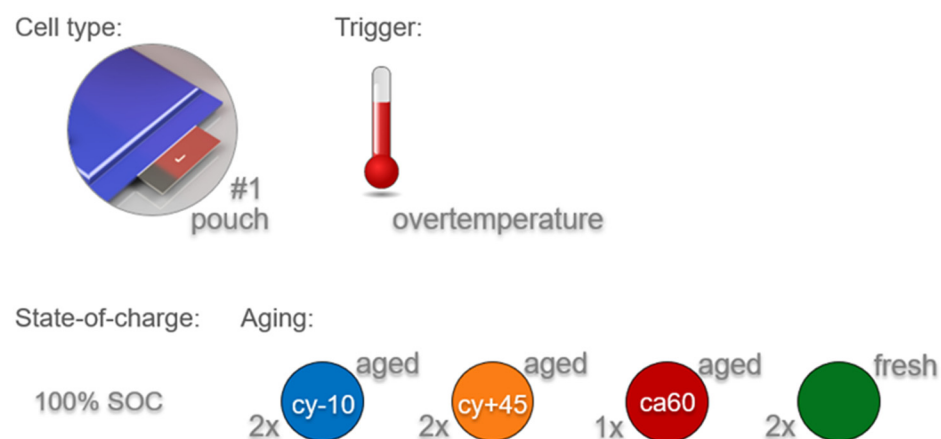 Cell type:
Trigger:
#1
pouch
overtemperature
State-of-charge:
Aging:
100% SOC
2x cy-10 aged
2x cy+45 aged
1x ca60 aged
2x fresh